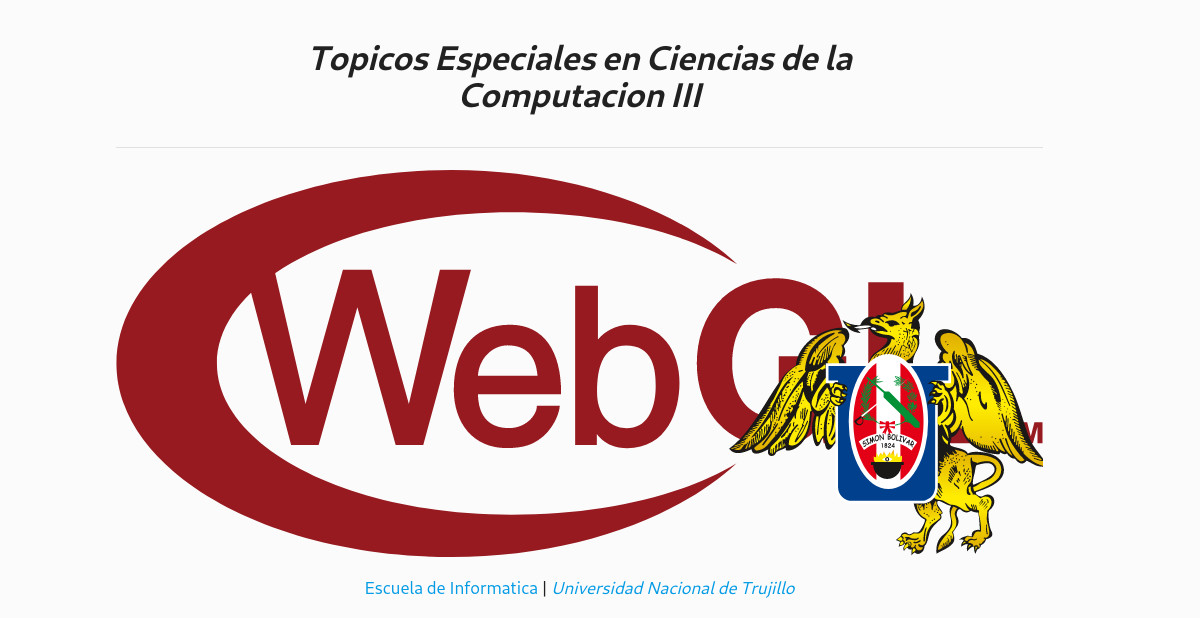 Topicos Especiales en Ciencias de la
Computacion III
WebGL
SIMON BOLIVAR
1824
Escuela de Informatica | Universidad Nacional de Trujillo